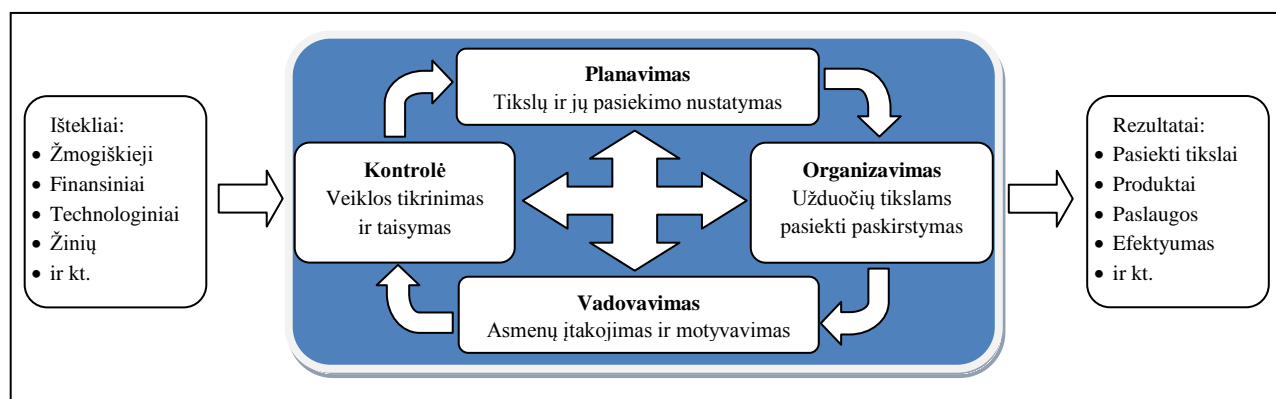 Ištekliai:
• Žmogiškieji
• Finansiniai
• Technologiniai
• Žinių
• ir kt.
Planavimas
Tikslų ir jų pasiekimo nustatymas
Kontrolė
Veiklos tikrinimas
ir taisymas
Organizavimas
Užduočių tikslams
pasiekti paskirstymas
Vadovavimas
Asmenų įtakojimas ir motyvavimas
Rezultatai:
• Pasiekti tikslai
• Produktai
• Paslaugos
• Efektyumas
• ir kt.